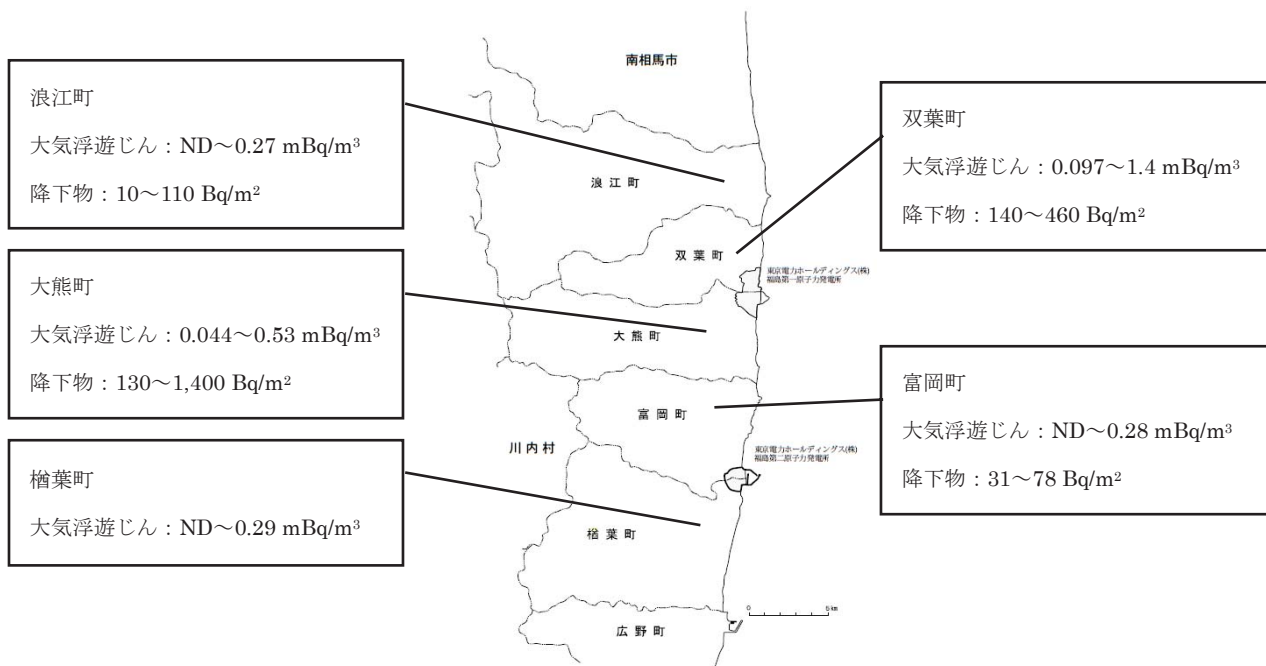 浪江町
大気浮遊じん：ND～0.27 mBq/m³
降下物：10～110 Bq/m²
大熊町
大気浮遊じん：0.044～0.53 mBq/m³
降下物：130～1,400 Bq/m²
楢葉町
大気浮遊じん：ND～0.29 mBq/m³
南相馬市
浪江町
双葉町
東京電力ホールディングス(株)
福島第一原子力発電所
大熊町
富岡町
川内村
東京電力ホールディングス(株)
福島第二原子力発電所
楢葉町
0 5km
広野町
双葉町
大気浮遊じん：0.097～1.4 mBq/m³
降下物：140～460 Bq/m²
富岡町
大気浮遊じん：ND～0.28 mBq/m³
降下物：31～78 Bq/m²